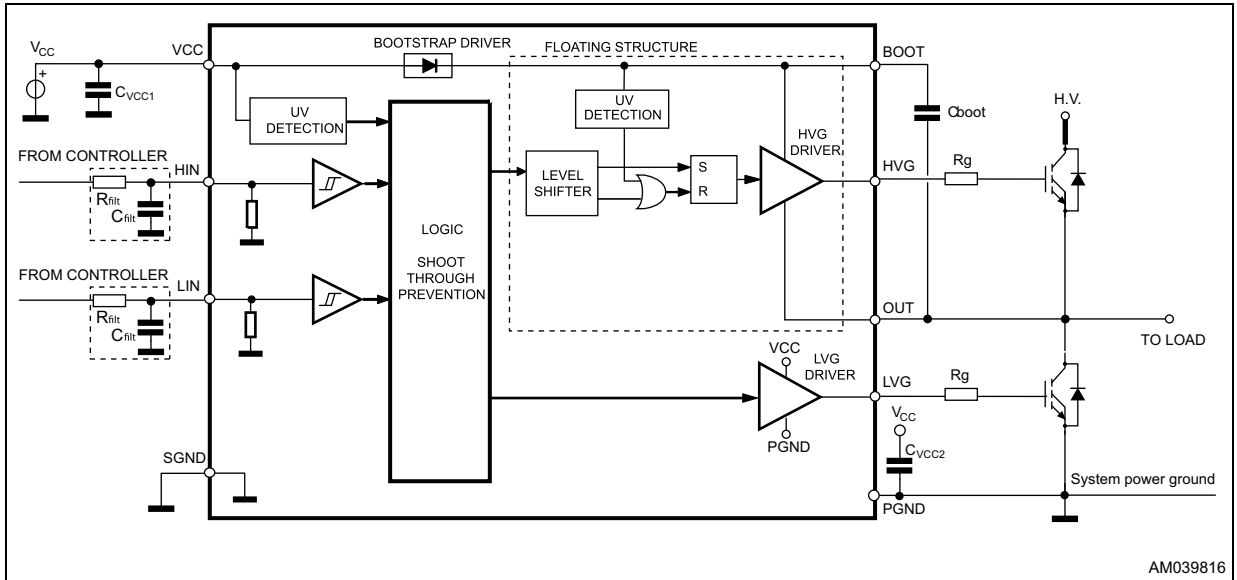 VCC
VCC
+
CVCC1
BOOTSTRAP DRIVER
FLOATING STRUCTURE
BOOT
UV
DETECTION
UV
DETECTION
Cboot
H.V.
FROM CONTROLLER
HIN
Rfilt
Cfilt
LEVEL
SHIFTER
S
R
HVG
DRIVER
HVG
Rg
LOGIC
SHOOT
THROUGH
PREVENTION
FROM CONTROLLER
LIN
Rfilt
Cfilt
OUT
TO LOAD
VCC
LVG
DRIVER
PGND
LVG
Rg
VCC
CVCC2
SGND
System power ground
PGND
AM039816